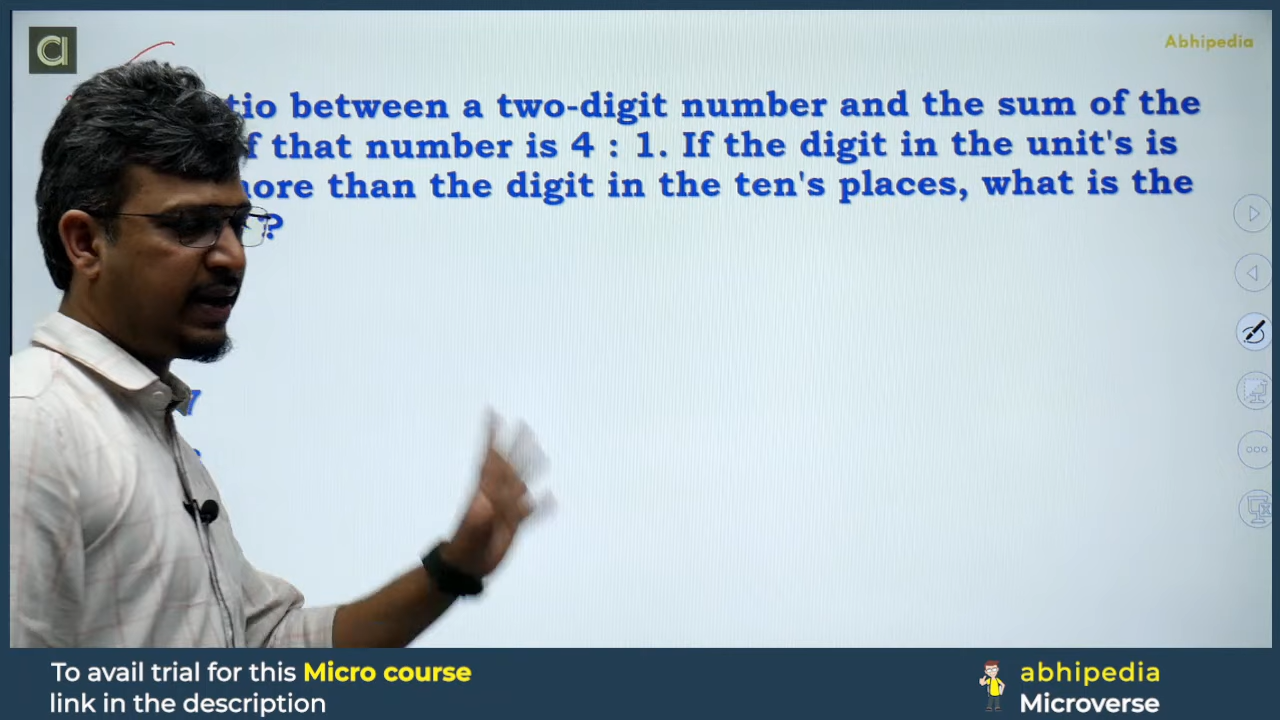 Abhipedia
between a two-digit number and the sum of the
that number is 4 : 1. If the digit in the unit's is
than the digit in the ten's places, what is the
?
7
To avail trial for this Micro course
link in the description
abhipedia
Microverse